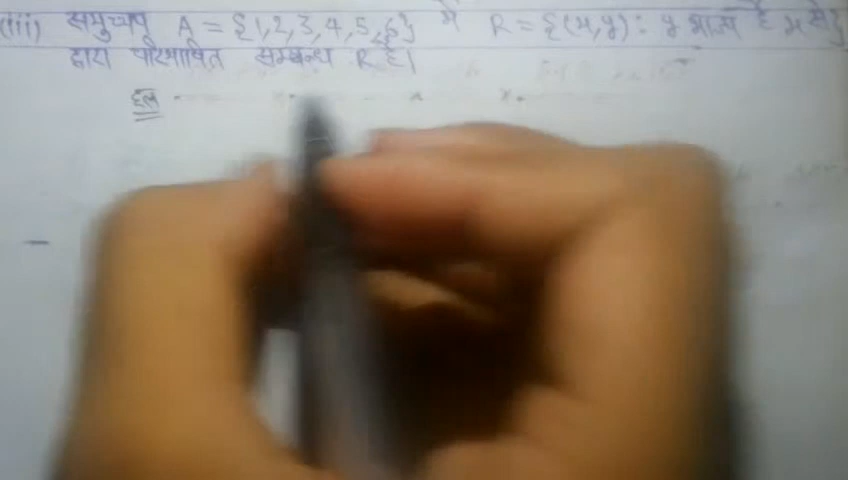 (iii) समुच्चय A = {1,2,3,4,5,6} में R = {(x,y): y भाज्य है x से}
द्वारा परिभाषित सम्बन्ध R है।
हल